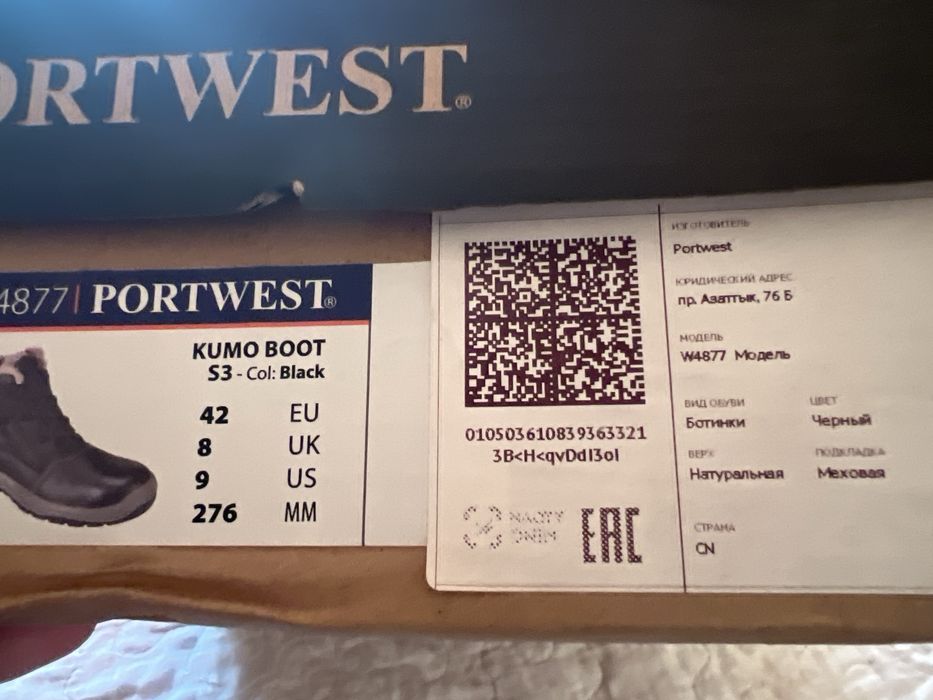 ORTWEST®
4877 | PORTWEST®
KUMO BOOT
S3 - Col: Black
42 EU
8 UK
9 US
276 MM
010503610839363321
3B<H<qvDdI3oI
EAC
ИЗГОТОВИТЕЛЬ
Portwest
ЮРИДИЧЕСКИЙ АДРЕС
пр. Азаттык, 76 Б
МОДЕЛЬ
W4877 Модель
ВИД ОБУВИ ЦВЕТ
Ботинки Черный
ВЕРХ ПОДКЛАДКА
Натуральная Меховая
СТРАНА
CN